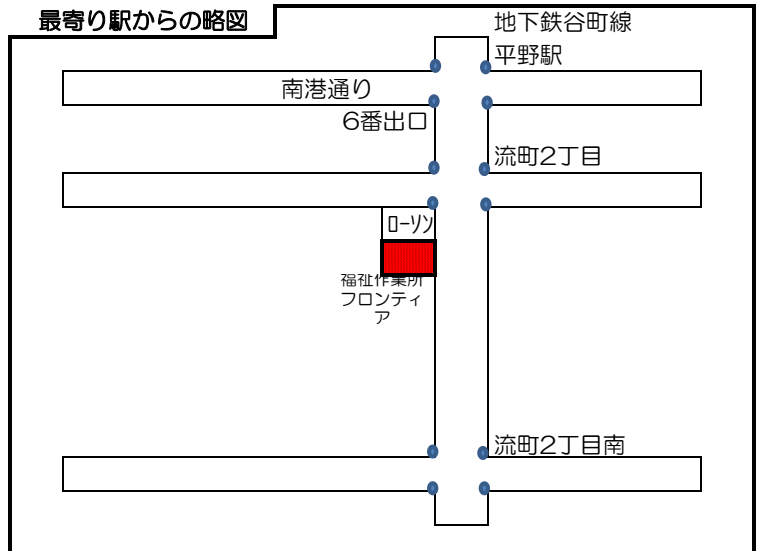 最寄り駅からの略図
地下鉄谷町線
平野駅
南港通り
6番出口
流町2丁目
ローソン
福祉作業所
フロンティ
ア
流町2丁目南